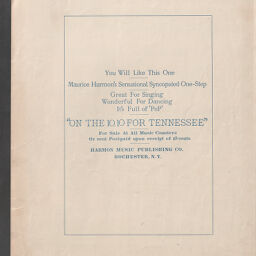 You Will Like This One
Maurice Harmon's Sensational Syncopated One-Step
Great For Singing
Wonderful For Dancing
It's Full of "Pep"
"ON THE 10.10 FOR TENNESSEE"
For Sale At All Music Counters
Or sent Postpaid upon receipt of
HARMON MUSIC PUBLISHING CO.
ROCHESTER, N.Y.